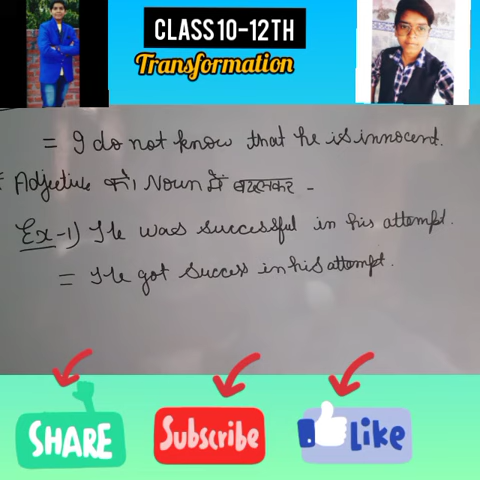 CLASS 10-12TH
Transformation
= I do not know that he is innocent.
Adjective को Noun में बदलकर -
Ex-1) He was successful in his attempt.
= He got success in his attempt.
SHARE
Subscribe
Like